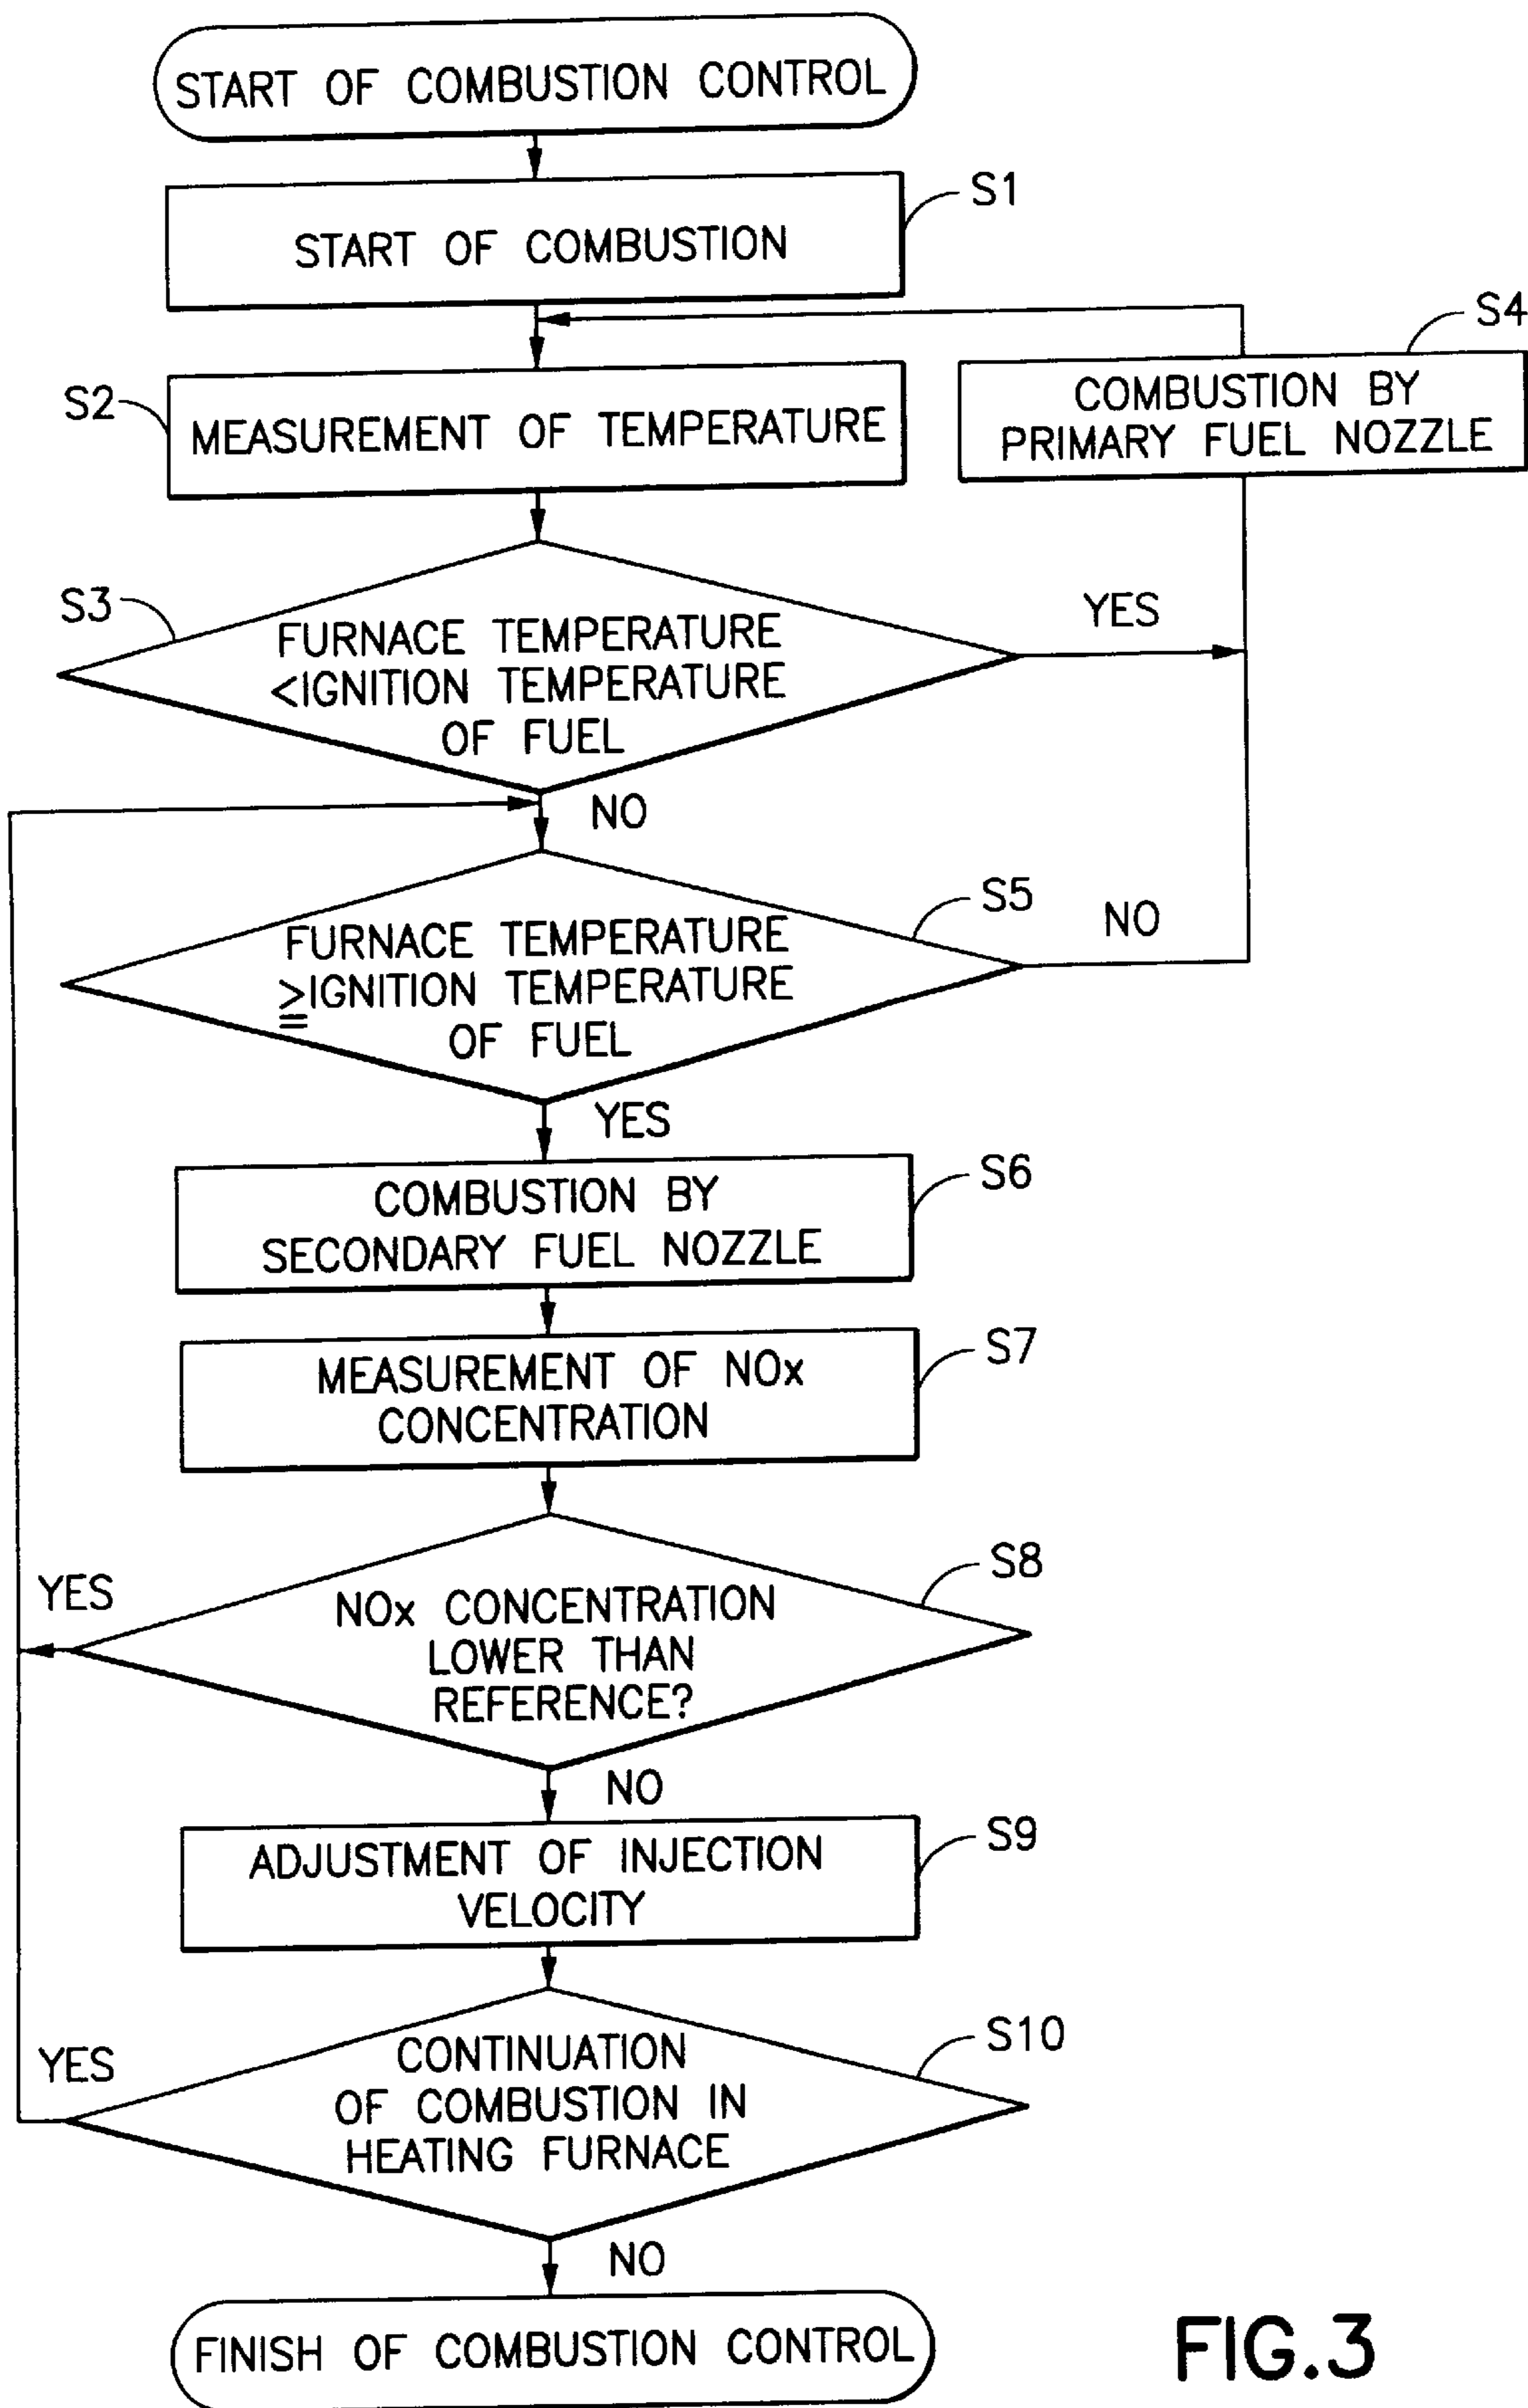 START OF COMBUSTION CONTROL
S1
START OF COMBUSTION
S4
COMBUSTION BY
PRIMARY FUEL NOZZLE
S2
MEASUREMENT OF TEMPERATURE
S3
FURNACE TEMPERATURE
<IGNITION TEMPERATURE
OF FUEL
YES
NO
S5
NO
FURNACE TEMPERATURE
≧IGNITION TEMPERATURE
OF FUEL
YES
S6
COMBUSTION BY
SECONDARY FUEL NOZZLE
S7
MEASUREMENT OF NOx
CONCENTRATION
S8
YES
NOx CONCENTRATION
LOWER THAN
REFERENCE?
NO
S9
ADJUSTMENT OF INJECTION
VELOCITY
S10
YES
CONTINUATION
OF COMBUSTION IN
HEATING FURNACE
NO
FINISH OF COMBUSTION CONTROL
FIG.3